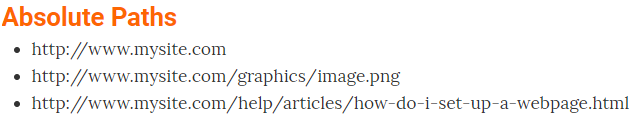 Absolute Paths
http://www.mysite.com
http://www.mysite.com/graphics/image.png
http://www.mysite.com/help/articles/how-do-i-set-up-a-webpage.html